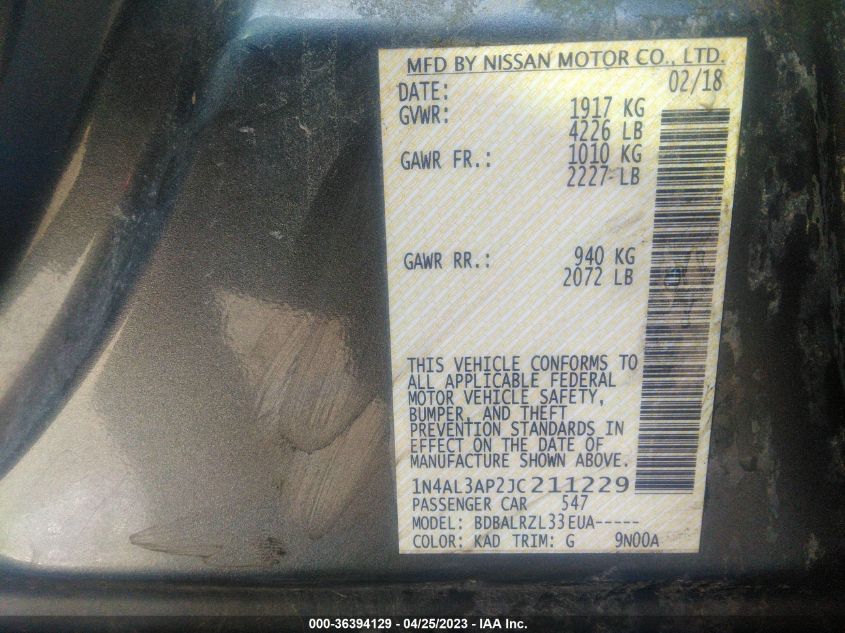 MFD BY NISSAN MOTOR CO., LTD.
DATE: 02/18
GVWR: 1917 KG
4226 LB
GAWR FR.: 1010 KG
2227 LB
GAWR RR.: 940 KG
2072 LB
THIS VEHICLE CONFORMS TO
ALL APPLICABLE FEDERAL
MOTOR VEHICLE SAFETY,
BUMPER, AND THEFT
PREVENTION STANDARDS IN
EFFECT ON THE DATE OF
MANUFACTURE SHOWN ABOVE.
1N4AL3AP2JC211229
PASSENGER CAR 547
MODEL: BDBALRZL33EUA-----
COLOR: KAD TRIM: G 9N00A
000-36394129 - 04/25/2023 - IAA Inc.